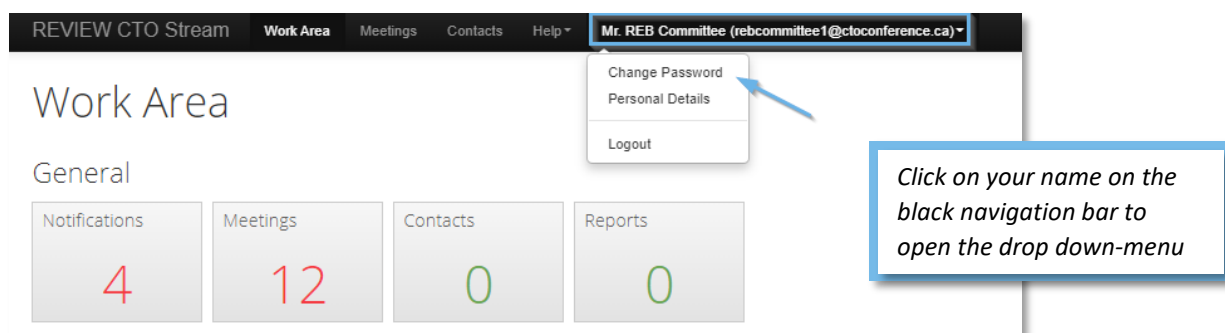 REVIEW CTO Stream Work Area Meetings Contacts Help Mr. REB Committee (rebcommittee1@ctoconference.ca)
Change Password
Personal Details
Logout
Work Area
General
Notifications Meetings Contacts Reports
4 12 0 0
Click on your name on the
black navigation bar to
open the drop down-menu